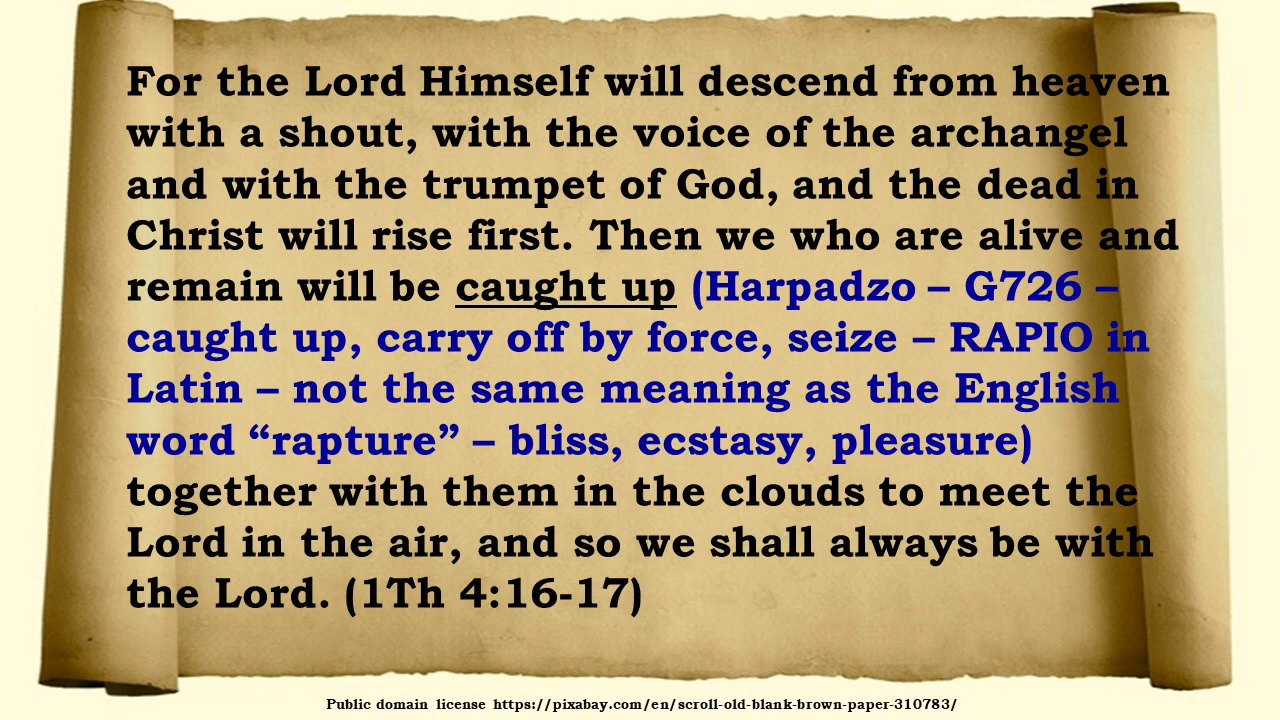 For the Lord Himself will descend from heaven
with a shout, with the voice of the archangel
and with the trumpet of God, and the dead in
Christ will rise first. Then we who are alive and
remain will be caught up (Harpadzo – G726 –
caught up, carry off by force, seize – RAPIO in
Latin – not the same meaning as the English
word “rapture” – bliss, ecstasy, pleasure)
together with them in the clouds to meet the
Lord in the air, and so we shall always be with
the Lord. (1Th 4:16-17)
Public domain license https://pixabay.com/en/scroll-old-blank-brown-paper-310783/